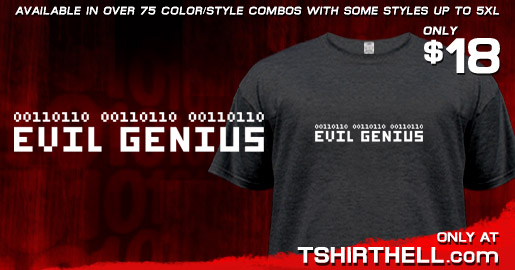 AVAILABLE IN OVER 75 COLOR/STYLE COMBOS WITH SOME STYLES UP TO 5XL
ONLY
$18
00110110 00110110 00110110
EVIL GENIUS
00110110 00110110 00110110
EVIL GENIUS
ONLY AT
TSHIRTHELL.com